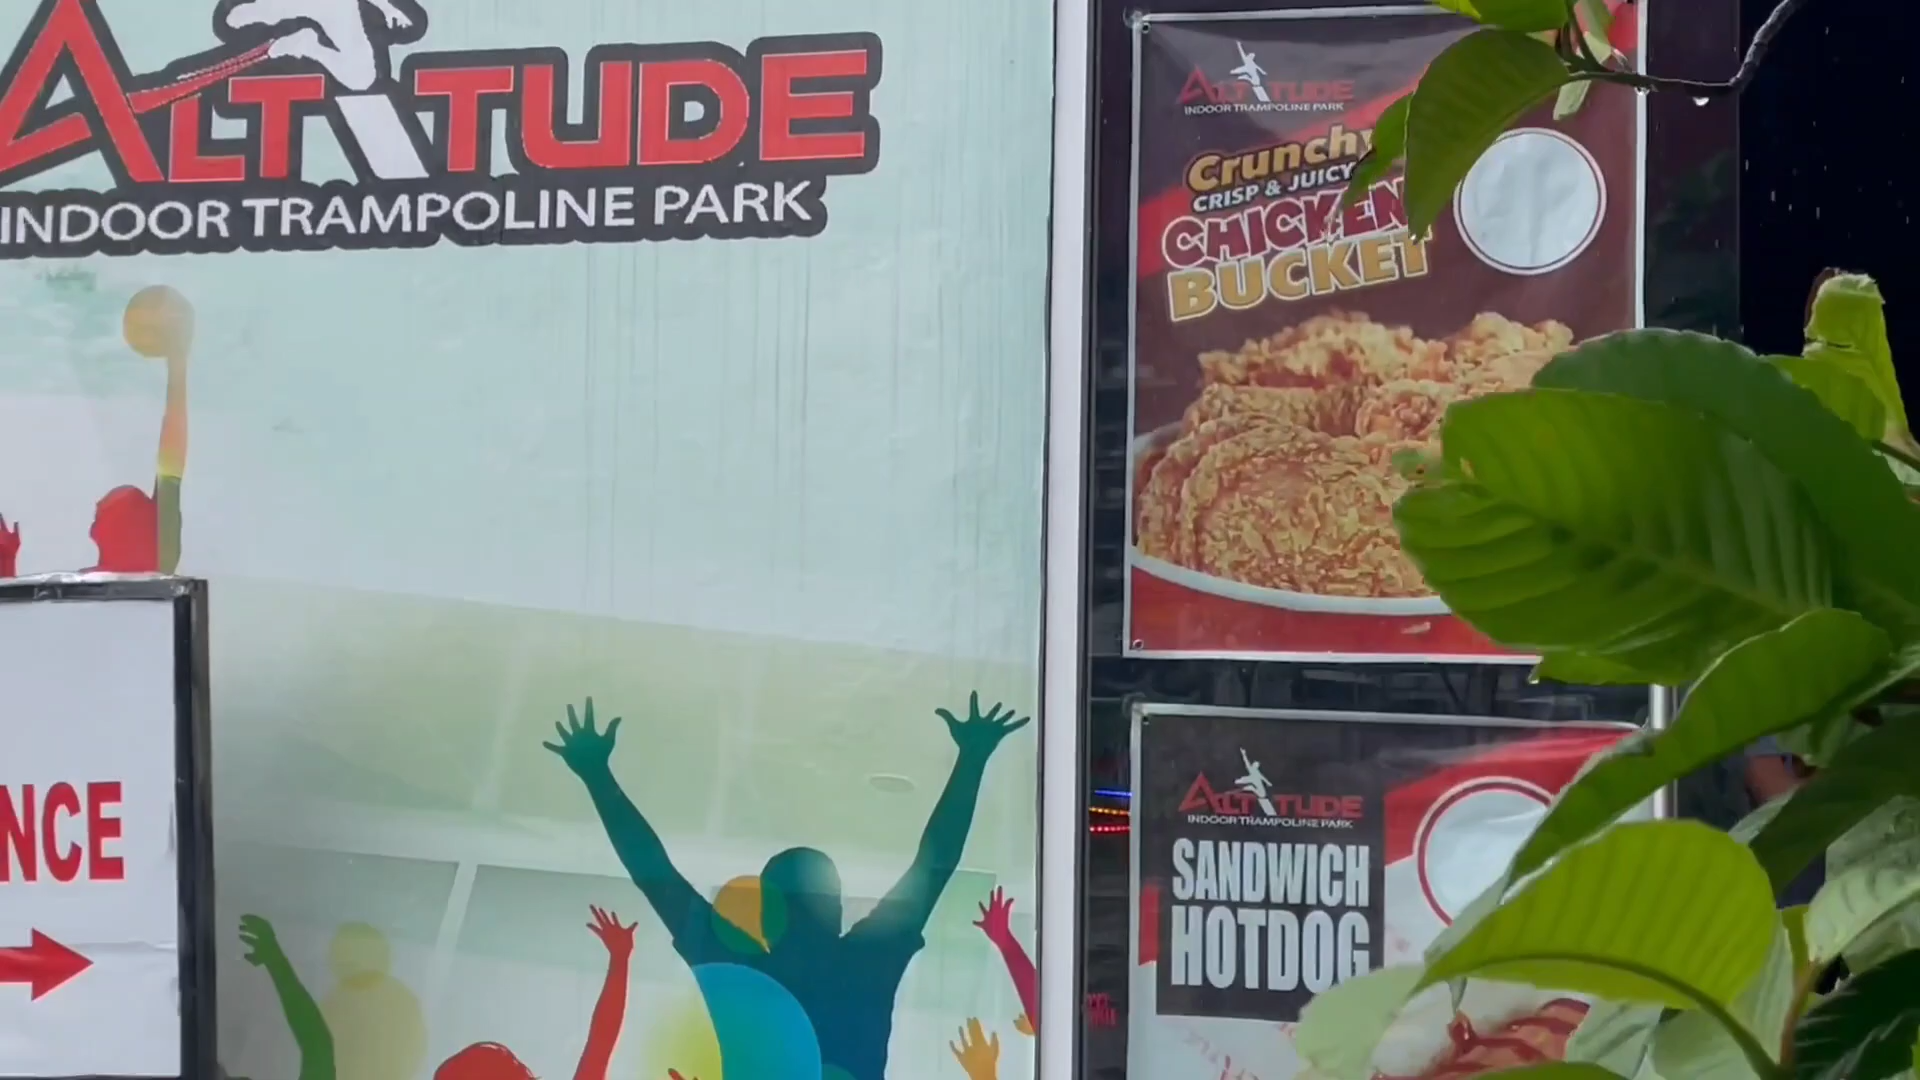 ALTITUDE
INDOOR TRAMPOLINE PARK
NCE
ALTITUDE
INDOOR TRAMPOLINE PARK
Crunchy
CRISP & JUICY
CHICKEN
BUCKET
ALTITUDE
INDOOR TRAMPOLINE PARK
SANDWICH
HOTDOG